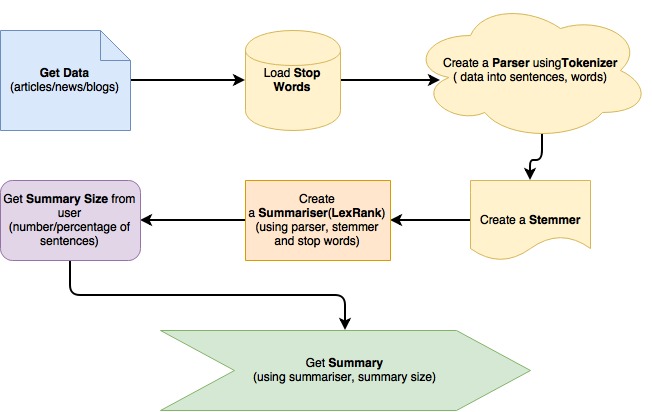 Get Data
(articles/news/blogs)
Load Stop
Words
Create a Parser usingTokenizer
( data into sentences, words)
Create a Stemmer
Create
a Summariser(LexRank)
(using parser, stemmer
and stop words)
Get Summary Size from
user
(number/percentage of
sentences)
Get Summary
(using summariser, summary size)